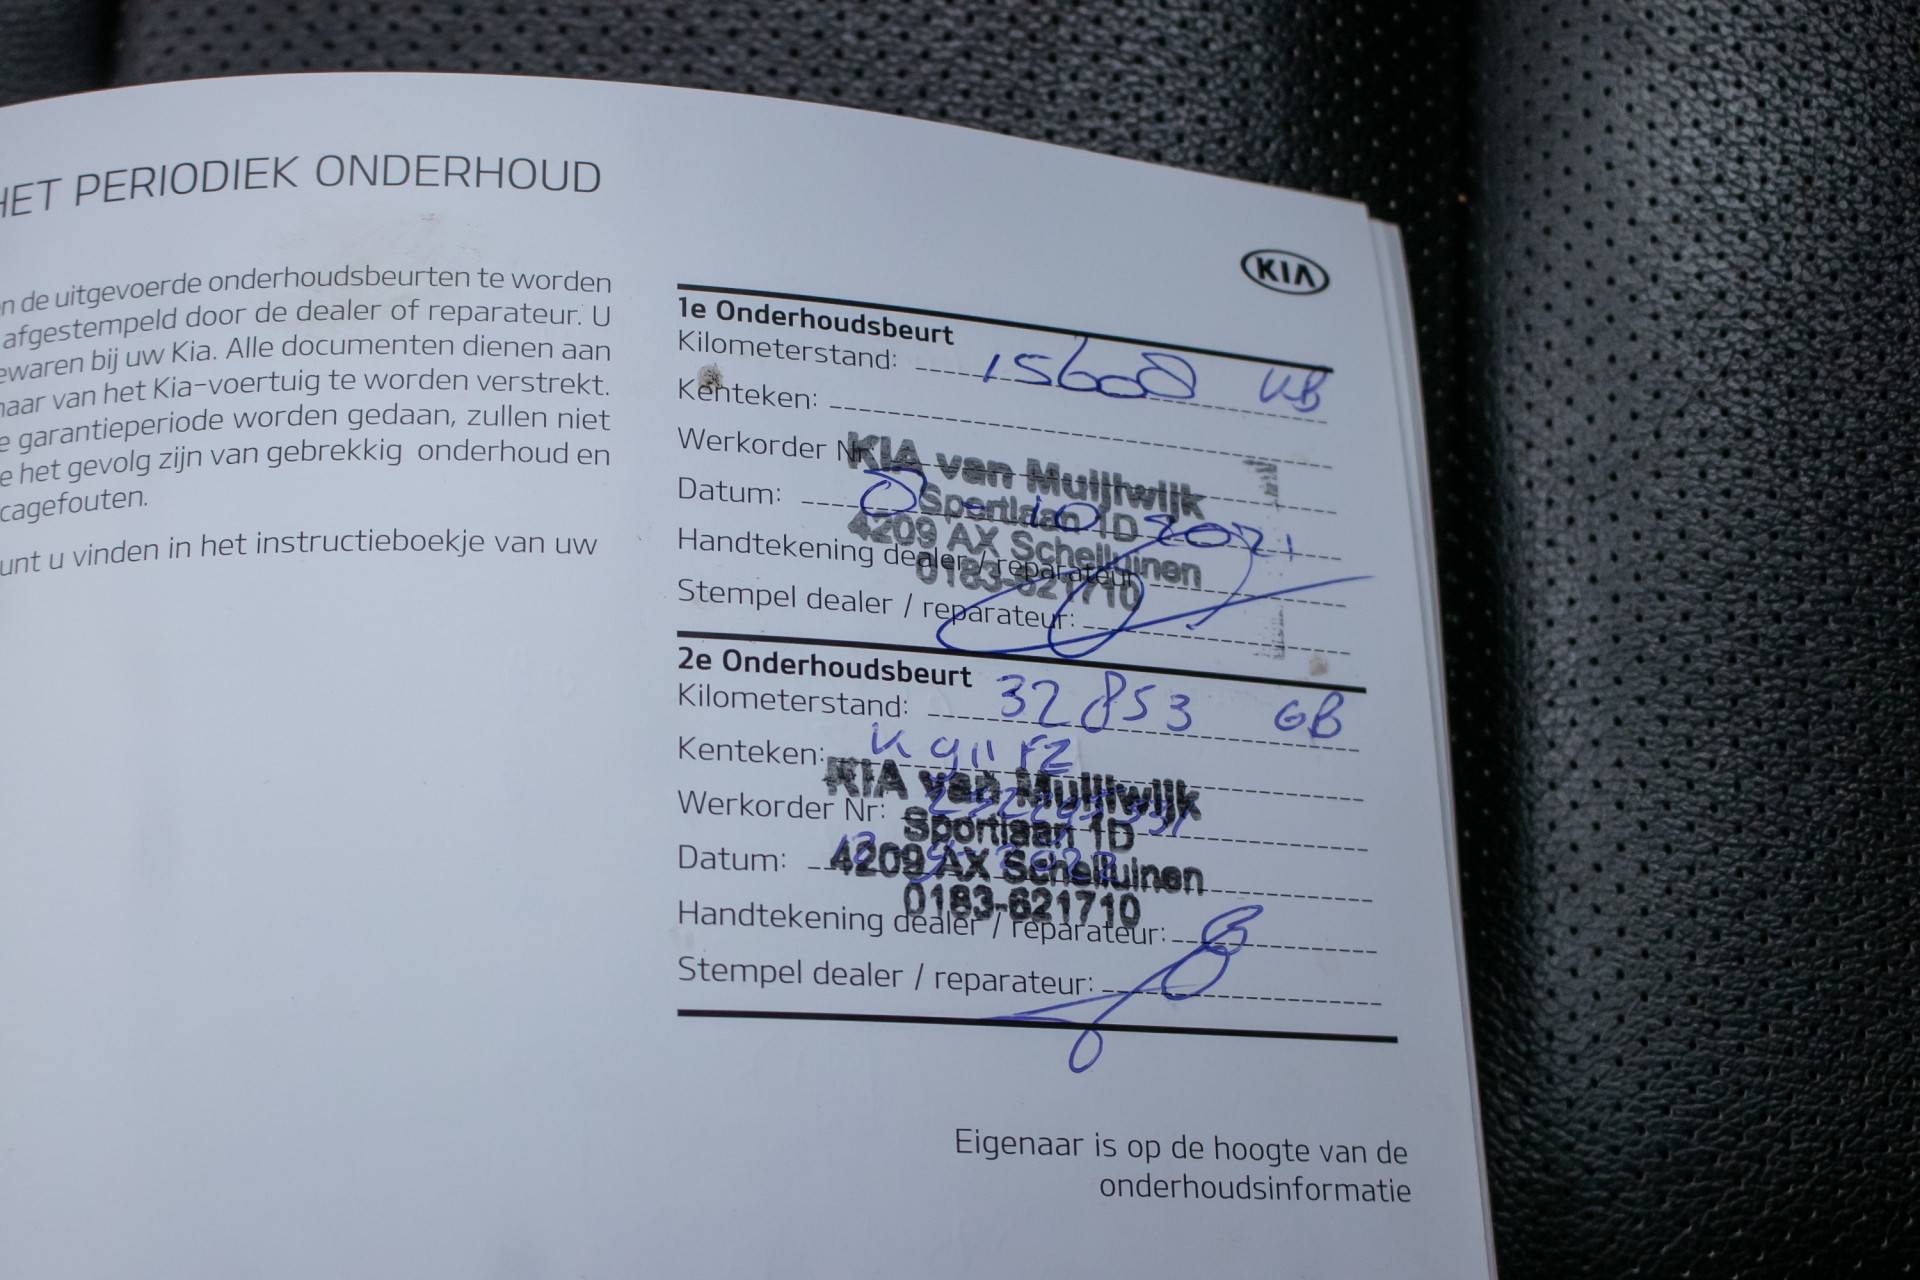 HET PERIODIEK ONDERHOUD
n de uitgevoerde onderhoudsbeurten te worden
afgestempeld door de dealer of reparateur. U
ewaren bij uw Kia. Alle documenten dienen aan
naar van het Kia-voertuig te worden verstrekt.
e garantieperiode worden gedaan, zullen niet
e het gevolg zijn van gebrekkig onderhoud en
cagefouten.
unt u vinden in het instructieboekje van uw
KIA
1e Onderhoudsbeurt
Kilometerstand: 15608
Kenteken:
Werkorder Nr:
Datum: 8-10 2021
Handtekening dealer / reparateur:
Stempel dealer / reparateur:
KIA van Muijlwijk
Sportlaan 1D
4209 AX Schelluinen
0183-621710
2e Onderhoudsbeurt
Kilometerstand: 32853 GB
Kenteken: K911FZ
Werkorder Nr:
Datum:
Handtekening dealer / reparateur:
Stempel dealer / reparateur:
KIA van Muijlwijk
Sportlaan 1D
4209 AX Schelluinen
0183-621710
Eigenaar is op de hoogte van de
onderhoudsinformatie